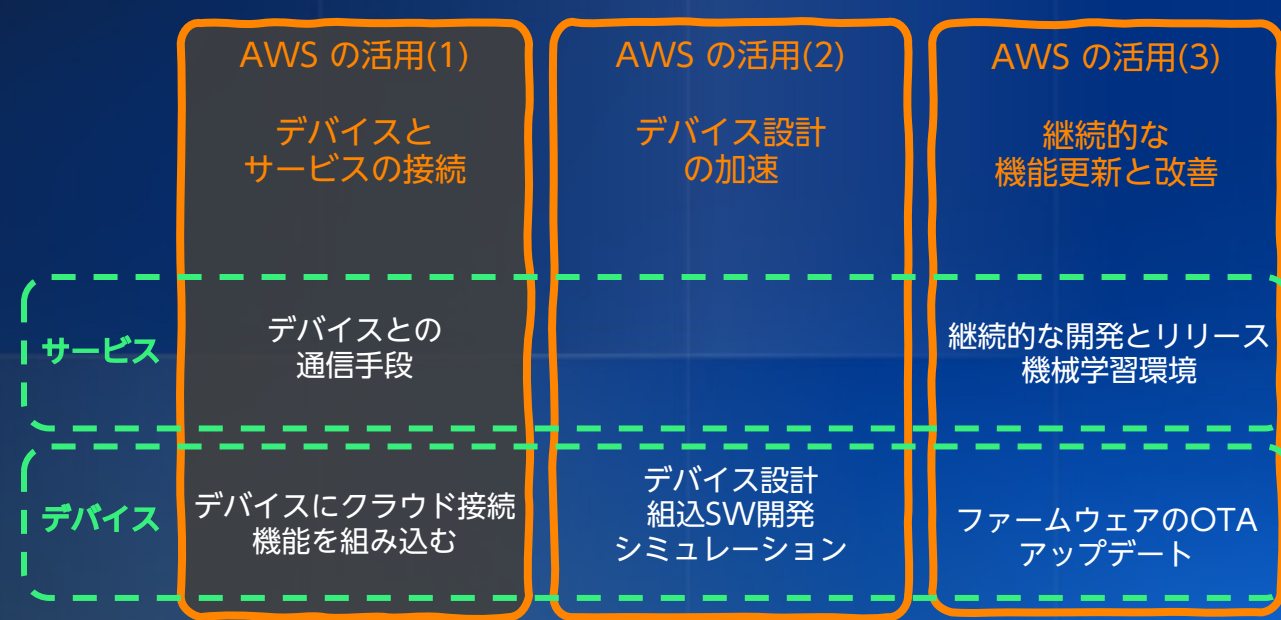 AWS の活用(1)
デバイスと
サービスの接続
AWS の活用(2)
デバイス設計
の加速
AWS の活用(3)
継続的な
機能更新と改善
サービス
デバイスとの
通信手段
継続的な開発とリリース
機械学習環境
デバイス
デバイスにクラウド接続
機能を組み込む
デバイス設計
組込SW開発
シミュレーション
ファームウェアのOTA
アップデート